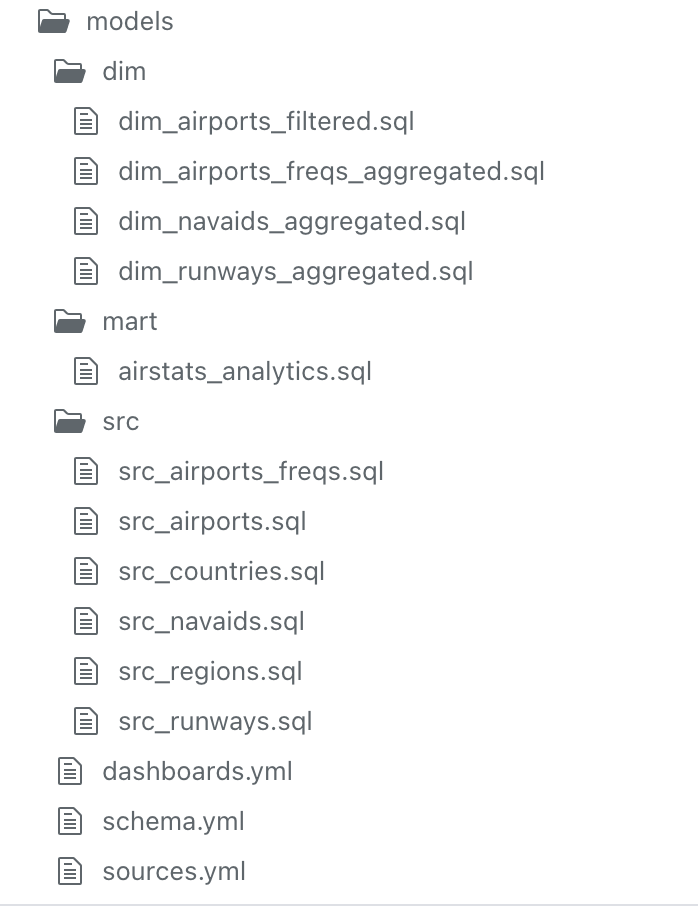 models
dim
dim_airports_filtered.sql
dim_airports_freqs_aggregated.sql
dim_navaids_aggregated.sql
dim_runways_aggregated.sql
mart
airstats_analytics.sql
src
src_airports_freqs.sql
src_airports.sql
src_countries.sql
src_navaids.sql
src_regions.sql
src_runways.sql
dashboards.yml
schema.yml
sources.yml